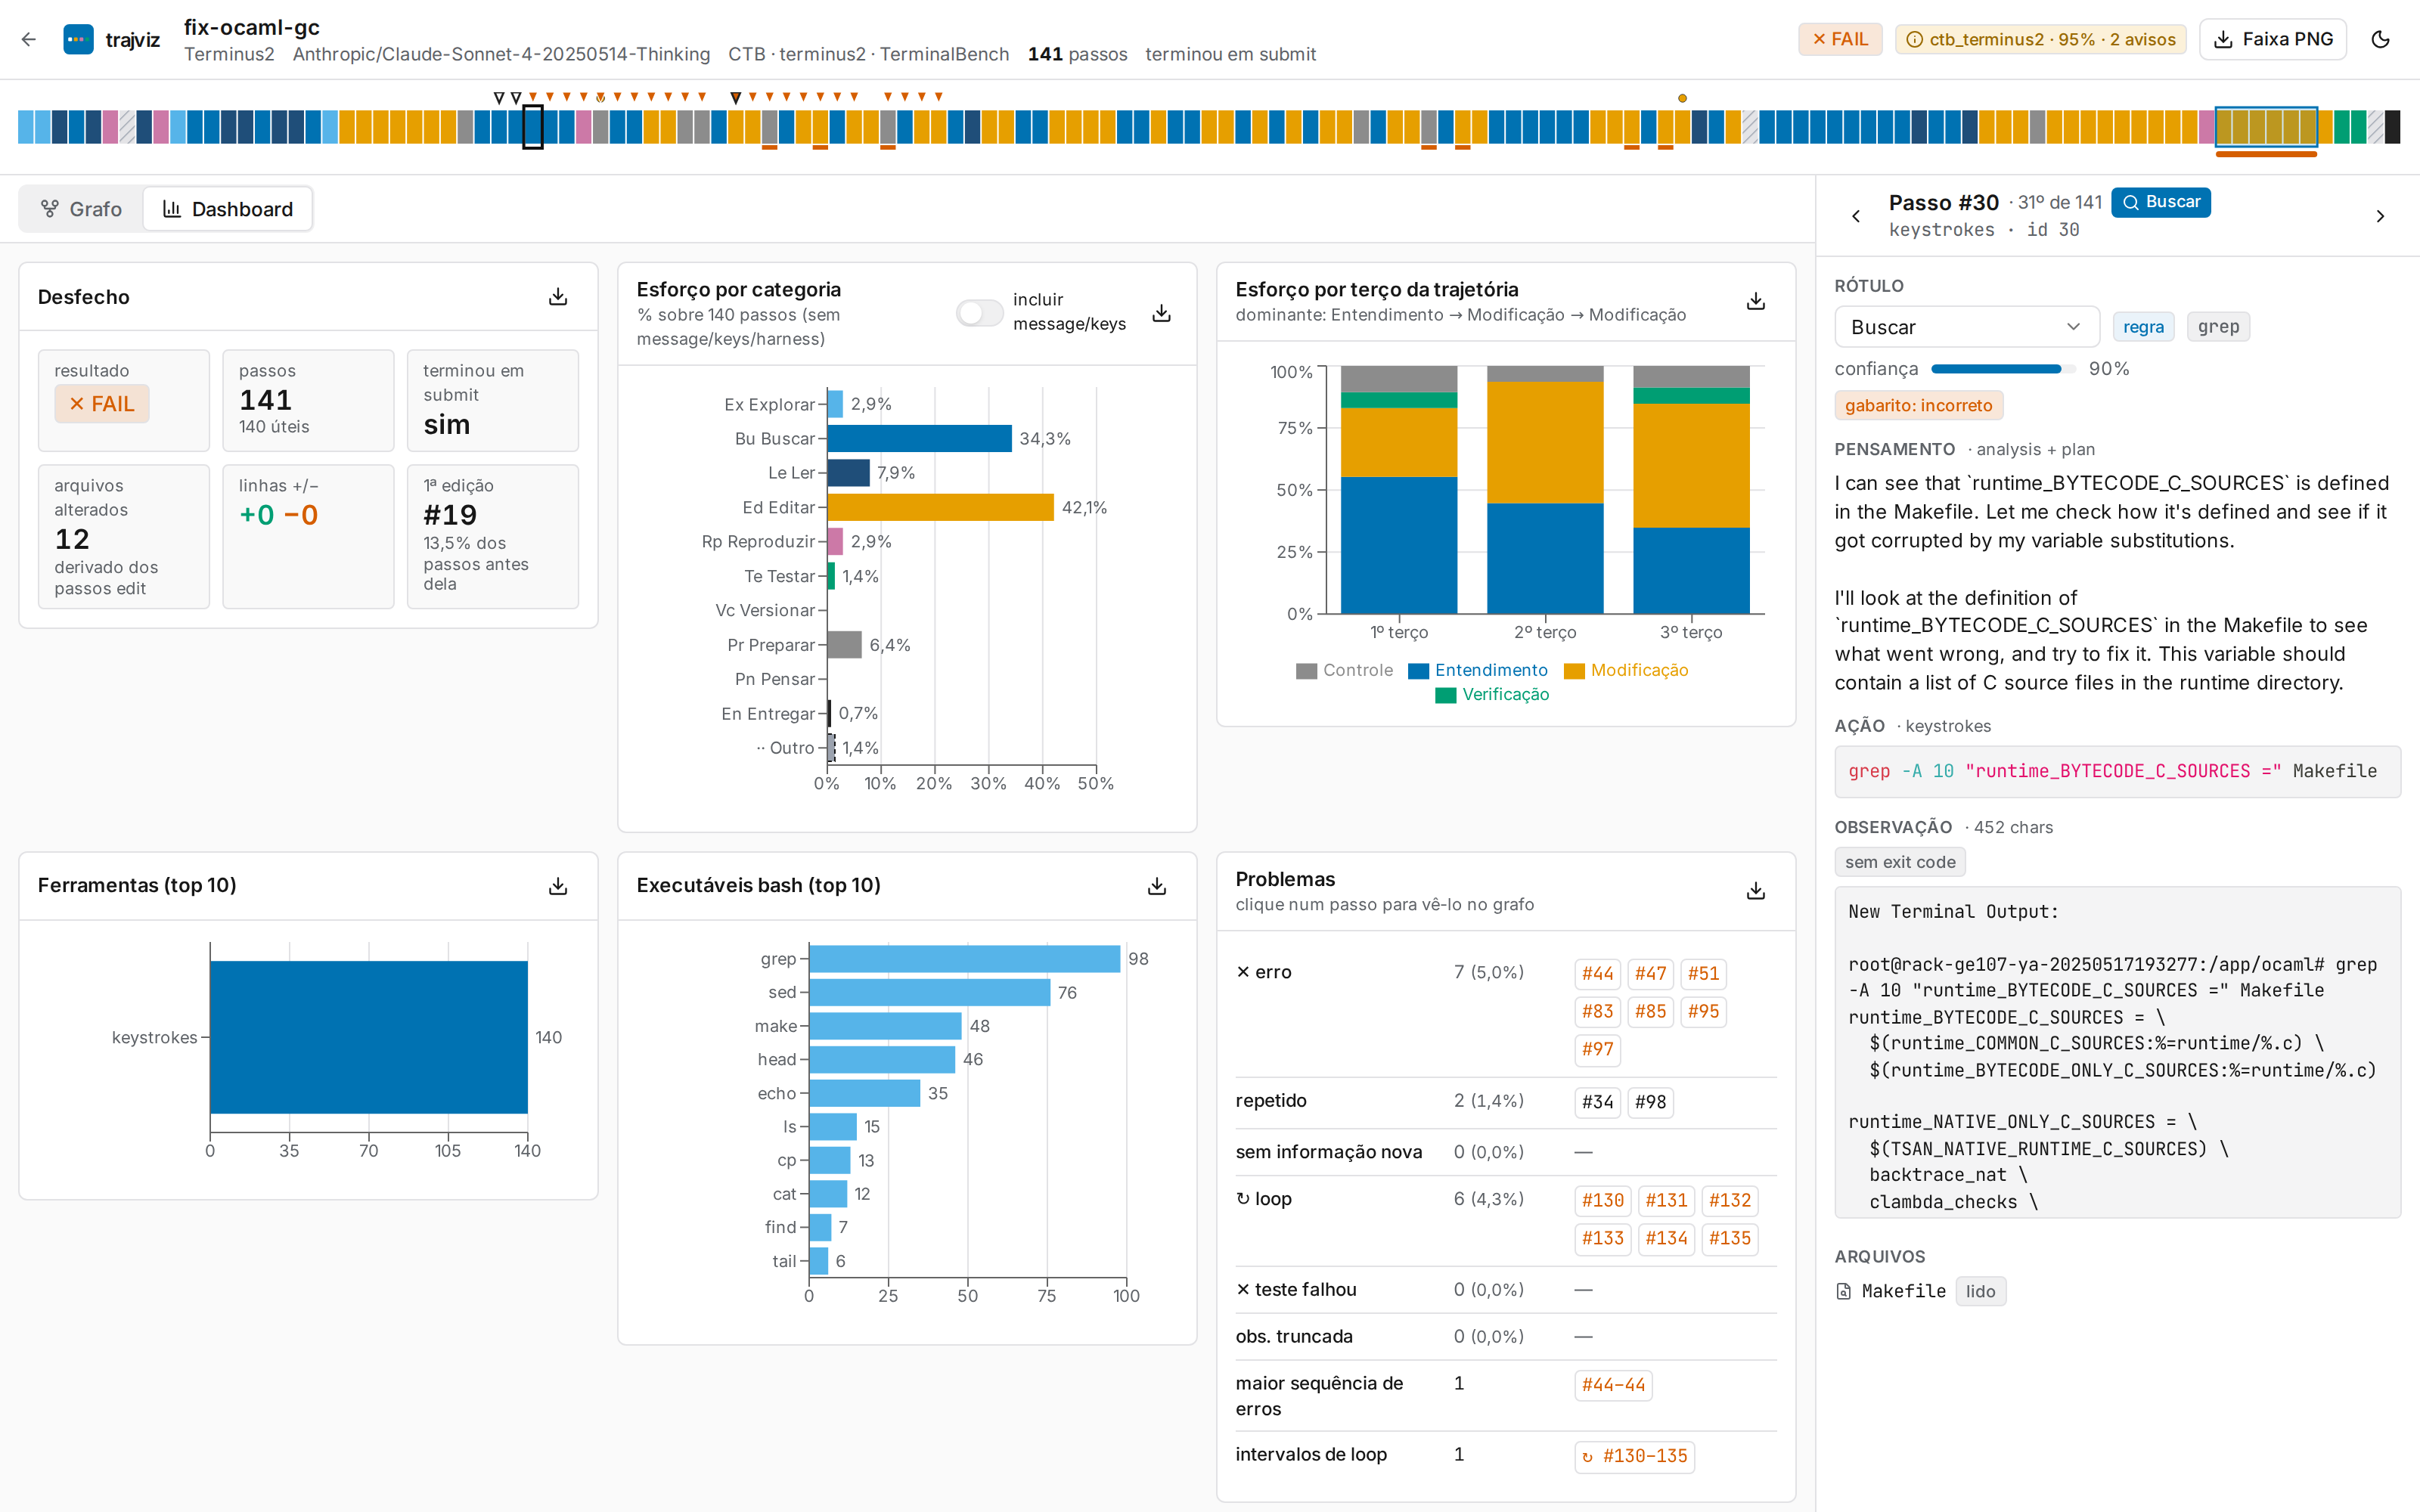 trajviz
fix-ocaml-gc
Terminus2 Anthropic/Claude-Sonnet-4-20250514-Thinking CTB · terminus2 · TerminalBench 141 passos terminou em submit
✕ FAIL
ctb_terminus2 · 95% · 2 avisos
Faixa PNG
Grafo
Dashboard
Desfecho
resultado
✕ FAIL
passos
141
140 úteis
terminou em
submit
sim
arquivos
alterados
12
derivado dos
passos edit
linhas +/−
+0 −0
1ª edição
#19
13,5% dos
passos antes
dela
Esforço por categoria
% sobre 140 passos (sem
message/keys/harness)
incluir
message/keys
Ex Explorar 2,9%
Bu Buscar 34,3%
Le Ler 7,9%
Ed Editar 42,1%
Rp Reproduzir 2,9%
Te Testar 1,4%
Vc Versionar
Pr Preparar 6,4%
Pn Pensar
En Entregar 0,7%
·· Outro 1,4%
0% 10% 20% 30% 40% 50%
Esforço por terço da trajetória
dominante: Entendimento → Modificação → Modificação
100%
75%
50%
25%
0%
1º terço 2º terço 3º terço
Controle Entendimento Modificação
Verificação
Ferramentas (top 10)
keystrokes 140
0 35 70 105 140
Executáveis bash (top 10)
grep 98
sed 76
make 48
head 46
echo 35
ls 15
cp 13
cat 12
find 7
tail 6
0 25 50 75 100
Problemas
clique num passo para vê-lo no grafo
✕ erro 7 (5,0%) #44 #47 #51
#83 #85 #95
#97
repetido 2 (1,4%) #34 #98
sem informação nova 0 (0,0%) —
↻ loop 6 (4,3%) #130 #131 #132
#133 #134 #135
✕ teste falhou 0 (0,0%) —
obs. truncada 0 (0,0%) —
maior sequência de
erros
1 #44–44
intervalos de loop 1 ↻ #130–135
Passo #30 · 31º de 141 Buscar
keystrokes · id 30
RÓTULO
Buscar
regra
grep
confiança 90%
gabarito: incorreto
PENSAMENTO · analysis + plan
I can see that `runtime_BYTECODE_C_SOURCES` is defined
in the Makefile. Let me check how it's defined and see if it
got corrupted by my variable substitutions.
I'll look at the definition of
`runtime_BYTECODE_C_SOURCES` in the Makefile to see
what went wrong, and try to fix it. This variable should
contain a list of C source files in the runtime directory.
AÇÃO · keystrokes
grep -A 10 "runtime_BYTECODE_C_SOURCES =" Makefile
OBSERVAÇÃO · 452 chars
sem exit code
New Terminal Output:
root@rack-ge107-ya-20250517193277:/app/ocaml# grep
-A 10 "runtime_BYTECODE_C_SOURCES =" Makefile
runtime_BYTECODE_C_SOURCES = \
$(runtime_COMMON_C_SOURCES:%=runtime/%.c) \
$(runtime_BYTECODE_ONLY_C_SOURCES:%=runtime/%.c)
runtime_NATIVE_ONLY_C_SOURCES = \
$(TSAN_NATIVE_RUNTIME_C_SOURCES) \
backtrace_nat \
clambda_checks \
ARQUIVOS
Makefile lido